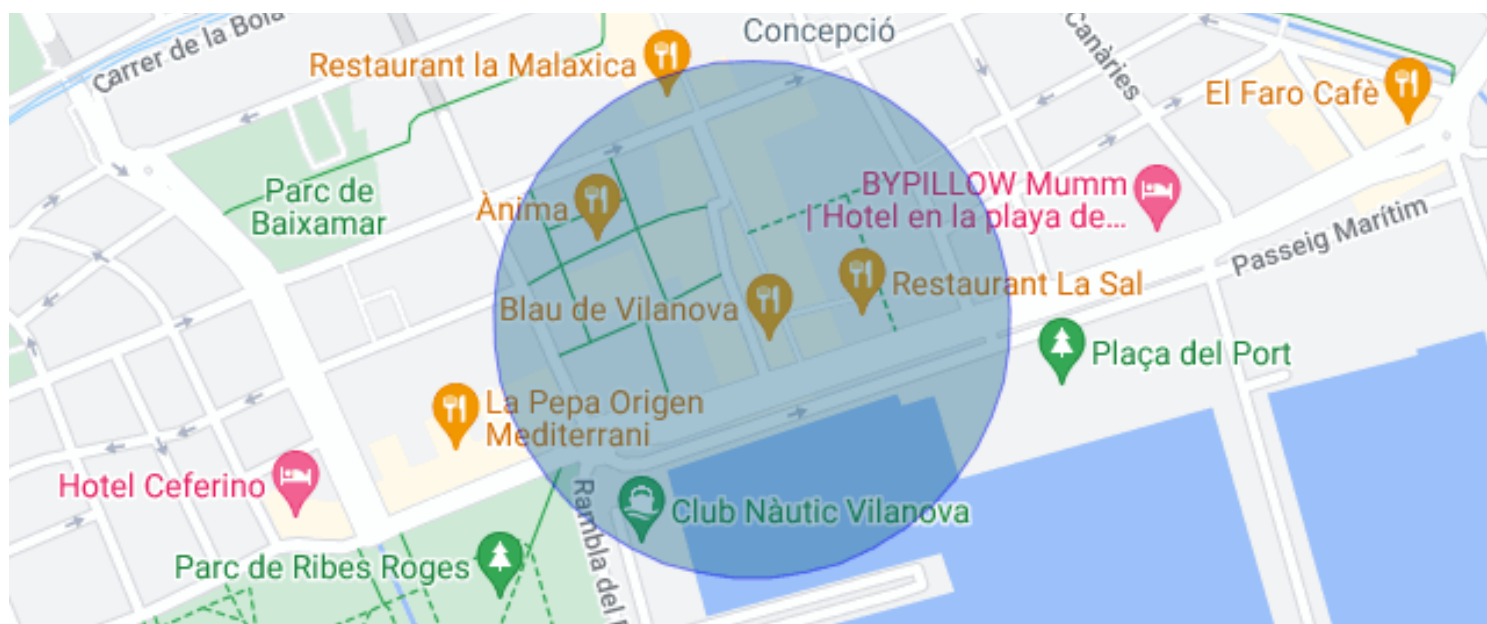 Carrer de la Bòla
Concepció
Restaurant la Malaxica
Canàries
El Faro Cafè
Parc de
Baixamar
Ànima
BYPILLOW Mumm
| Hotel en la playa de...
Passeig Marítim
Restaurant La Sal
Blau de Vilanova
Plaça del Port
La Pepa Origen
Mediterrani
Hotel Ceferino
Club Nàutic Vilanova
Rambla del
Parc de Ribes Roges